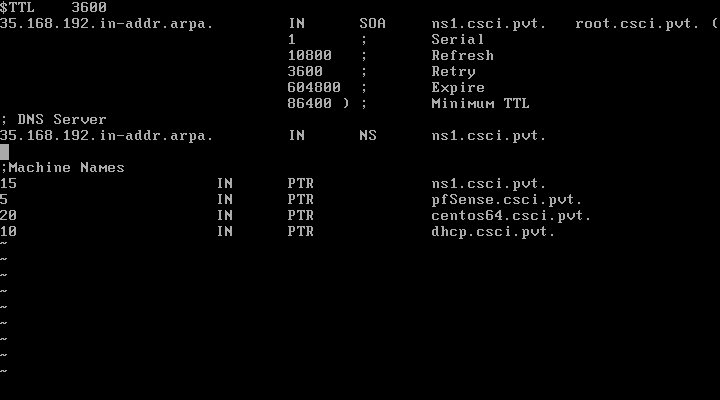 $TTL    3600
35.168.192.in-addr.arpa.         IN      SOA     ns1.csci.pvt.   root.csci.pvt. (
                                1       ;       Serial
                                10800   ;       Refresh
                                3600    ;       Retry
                                604800  ;       Expire
                                86400 ) ;       Minimum TTL
; DNS Server
35.168.192.in-addr.arpa.         IN      NS      ns1.csci.pvt.

;Machine Names
15                      IN      PTR             ns1.csci.pvt.
5                       IN      PTR             pfSense.csci.pvt.
20                      IN      PTR             centos64.csci.pvt.
10                      IN      PTR             dhcp.csci.pvt.
~
~
~
~
~
~
~
~
~